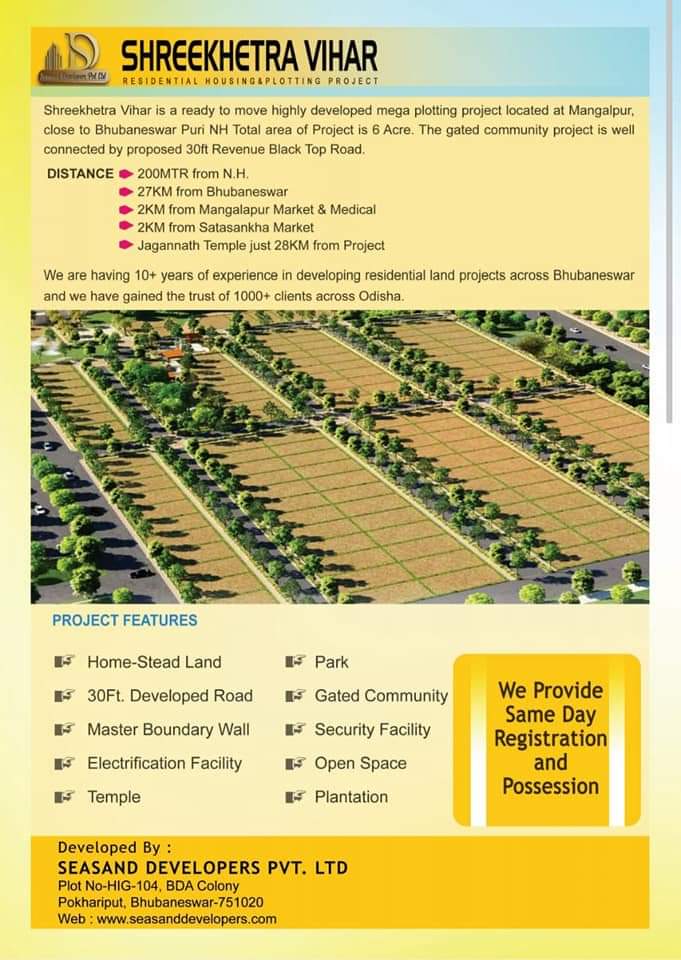 SD
Seasand Developers Pvt. Ltd
SHREEKHETRA VIHAR
RESIDENTIAL HOUSING&PLOTTING PROJECT
Shreekhetra Vihar is a ready to move highly developed mega plotting project located at Mangalpur,
close to Bhubaneswar Puri NH Total area of Project is 6 Acre. The gated community project is well
connected by proposed 30ft Revenue Black Top Road.
DISTANCE 200MTR from N.H.
27KM from Bhubaneswar
2KM from Mangalapur Market & Medical
2KM from Satasankha Market
Jagannath Temple just 28KM from Project
We are having 10+ years of experience in developing residential land projects across Bhubaneswar
and we have gained the trust of 1000+ clients across Odisha.
PROJECT FEATURES
Home-Stead Land
30Ft. Developed Road
Master Boundary Wall
Electrification Facility
Temple
Park
Gated Community
Security Facility
Open Space
Plantation
We Provide
Same Day
Registration
and
Possession
Developed By :
SEASAND DEVELOPERS PVT. LTD
Plot No-HIG-104, BDA Colony
Pokhariput, Bhubaneswar-751020
Web : www.seasanddevelopers.com